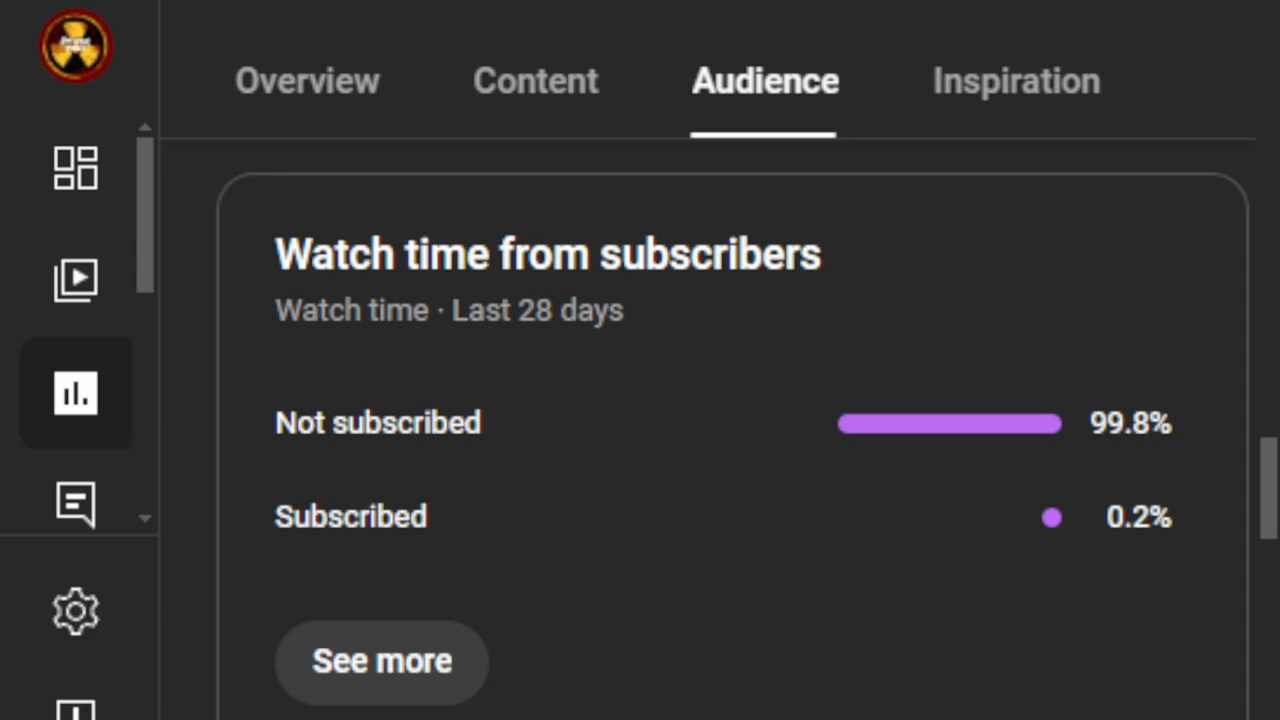 Overview Content Audience Inspiration
Watch time from subscribers
Watch time · Last 28 days
Not subscribed 99.8%
Subscribed 0.2%
See more